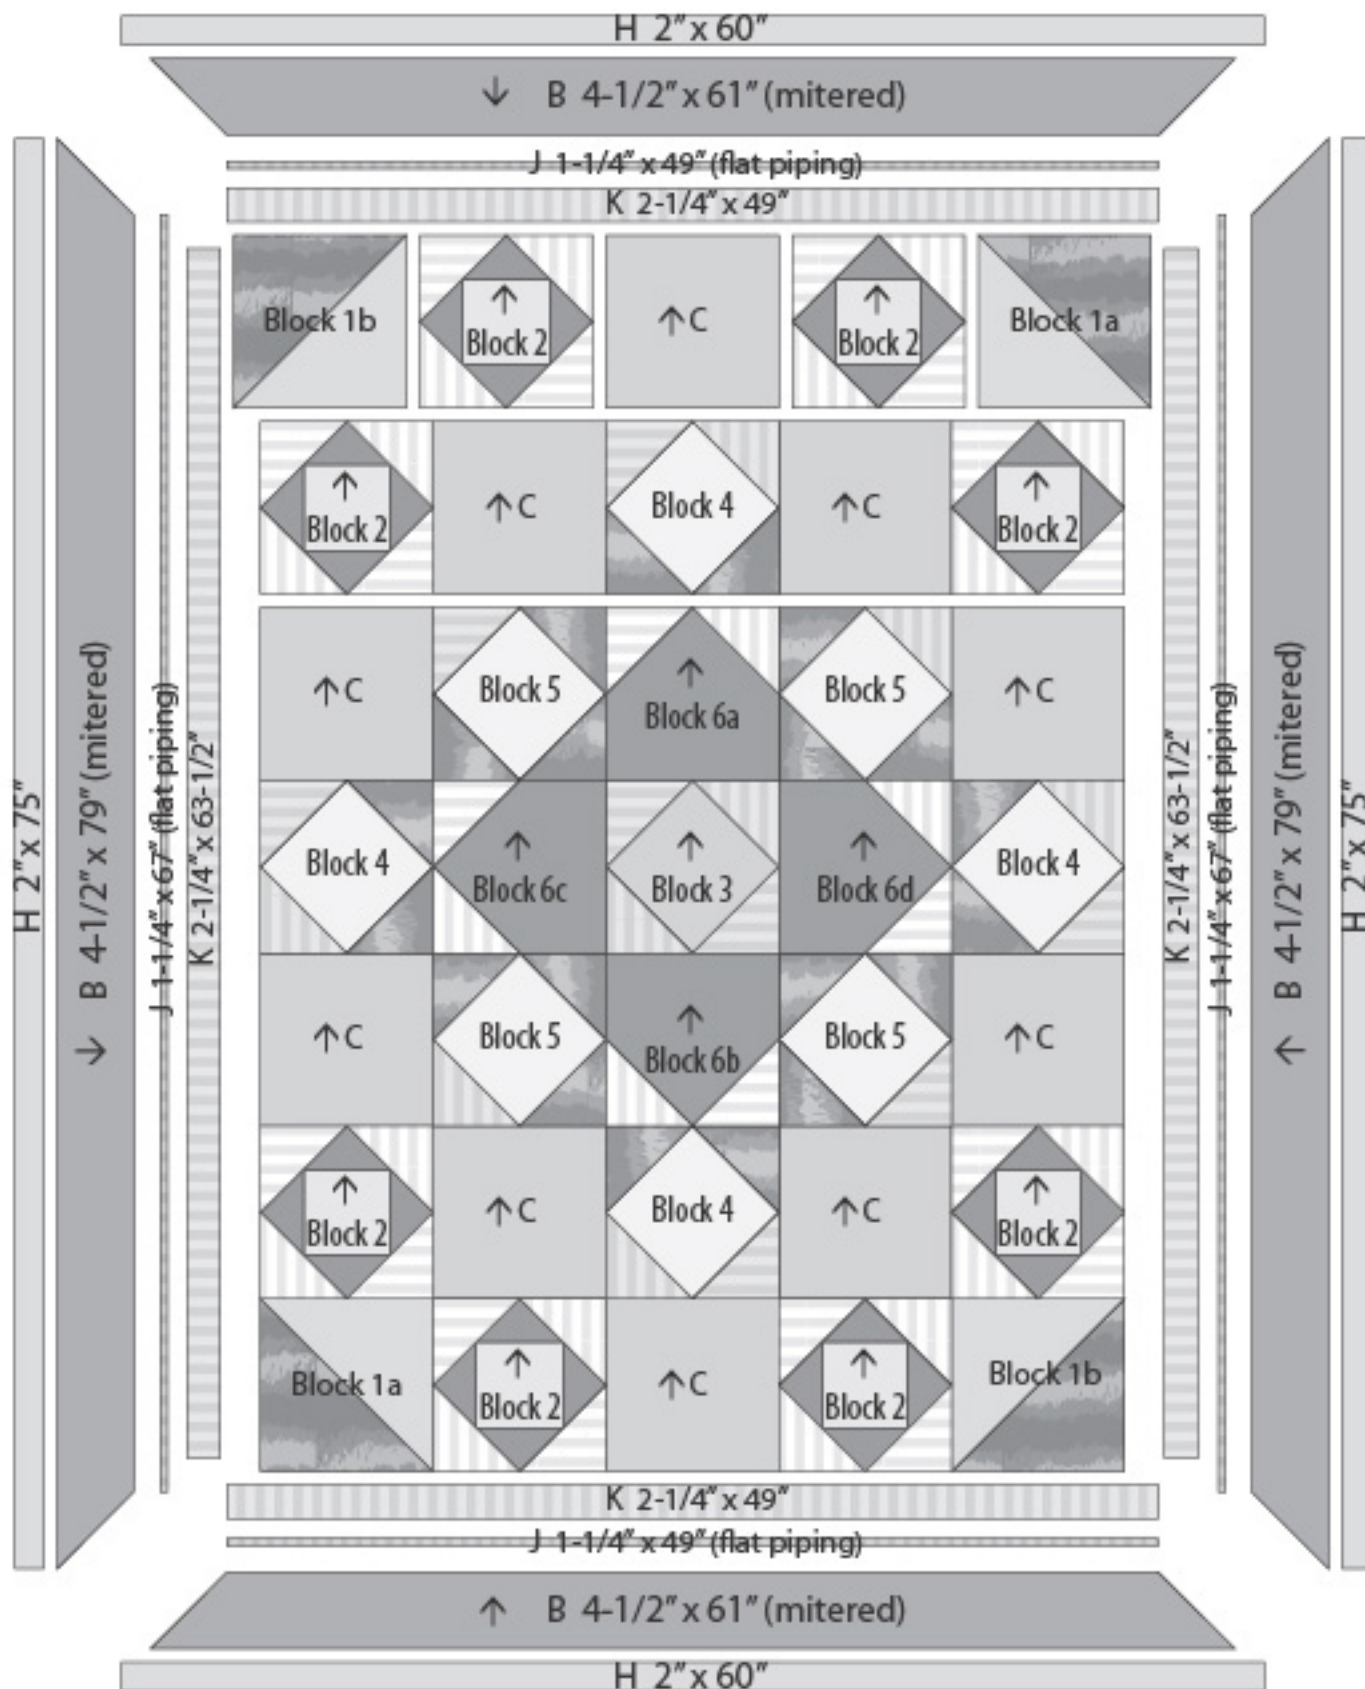 H 2" x 60"
↓ B 4-1/2" x 61" (mitered)
J 1-1/4" x 49" (flat piping)
K 2-1/4" x 49"
Block 1b ↑ Block 2 ↑ C ↑ Block 2 Block 1a
↑ Block 2 ↑ C Block 4 ↑ C ↑ Block 2
↑ C Block 5 ↑ Block 6a Block 5 ↑ C
Block 4 ↑ Block 6c ↑ Block 3 ↑ Block 6d Block 4
↑ C Block 5 ↑ Block 6b Block 5 ↑ C
↑ Block 2 ↑ C Block 4 ↑ C ↑ Block 2
Block 1a ↑ Block 2 ↑ C ↑ Block 2 Block 1b
H 2" x 75"
↓ B 4-1/2" x 79" (mitered)
J 1-1/4" x 67" (flat piping)
K 2-1/4" x 63-1/2"
K 2-1/4" x 63-1/2"
J 1-1/4" x 67" (flat piping)
↑ B 4-1/2" x 79" (mitered)
H 2" x 75"
K 2-1/4" x 49"
J 1-1/4" x 49" (flat piping)
↑ B 4-1/2" x 61" (mitered)
H 2" x 60"